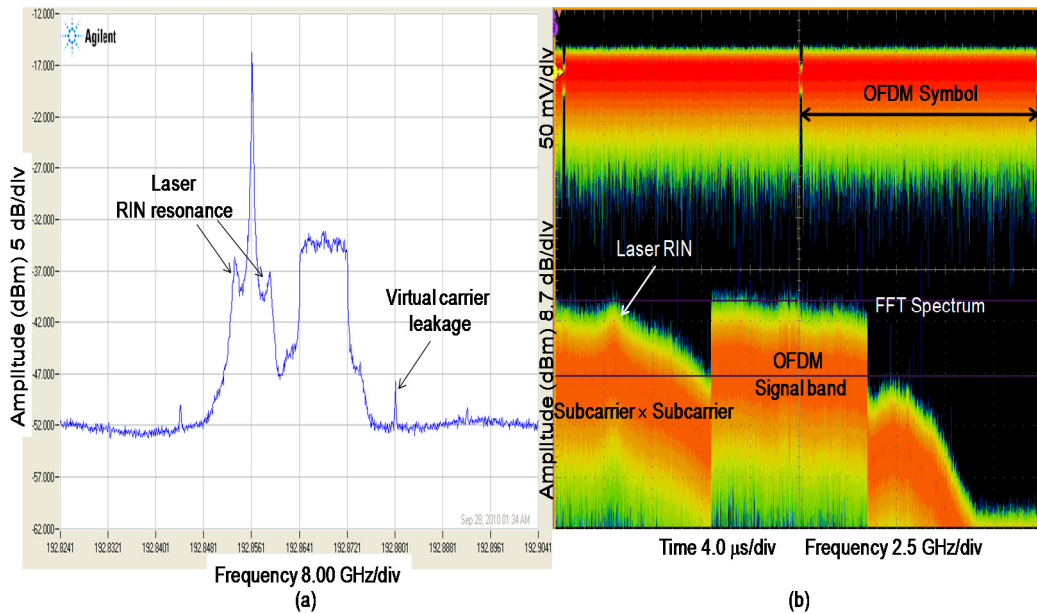 -12.000
-17.000
-22.000
-27.000
-32.000
-37.000
-42.000
-47.000
-52.000
-57.000
-62.000
Amplitude (dBm) 5 dB/div
Agilent
Laser
RIN resonance
Virtual carrier
leakage
Sep 28, 2010 01:34 AM
192.8241 192.8321 192.8401 192.8481 192.8561 192.8641 192.8721 192.8801 192.8881 192.8961 192.9041
Frequency 8.00 GHz/div
(a)
50 mV/div
Amplitude (dBm) 8.7 dB/div
OFDM Symbol
Laser RIN
FFT Spectrum
OFDM
Signal band
Subcarrier × Subcarrier
Time 4.0 µs/div Frequency 2.5 GHz/div
(b)